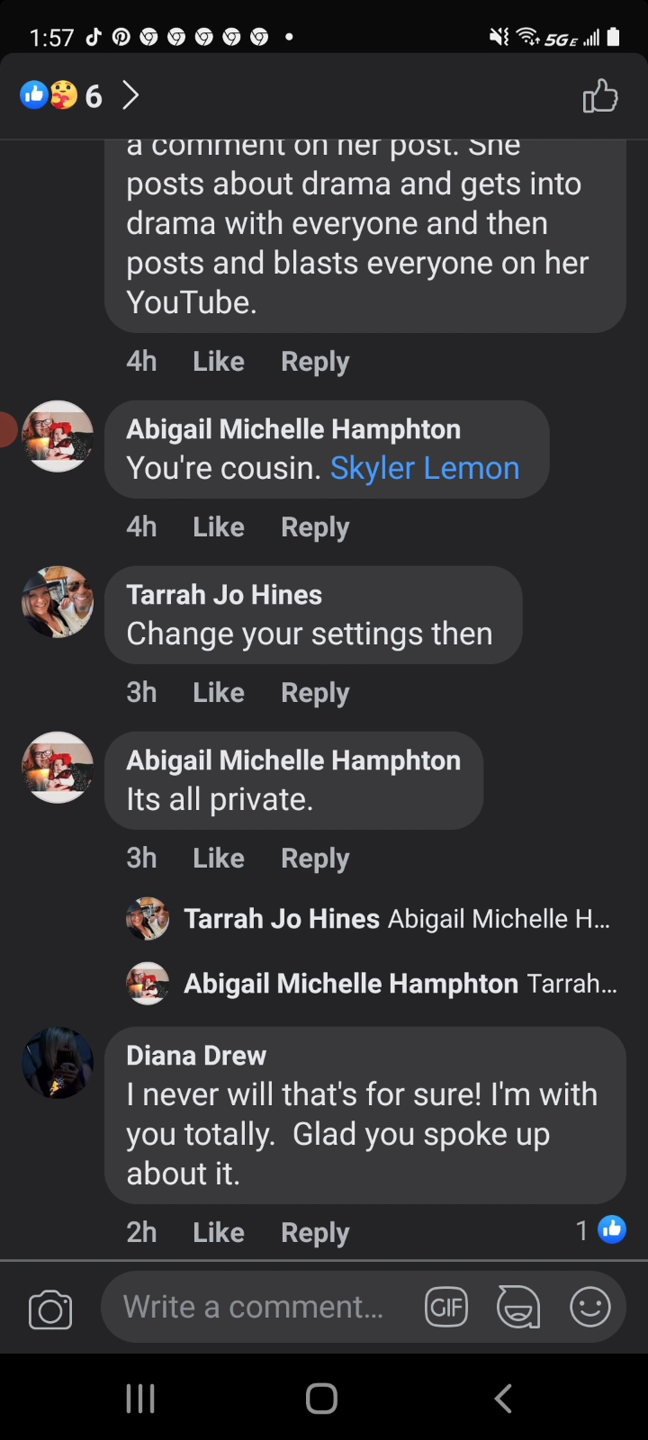 1:57
5GE
6
a comment on her post. She
posts about drama and gets into
drama with everyone and then
posts and blasts everyone on her
YouTube.
4h Like Reply
Abigail Michelle Hamphton
You're cousin. Skyler Lemon
4h Like Reply
Tarrah Jo Hines
Change your settings then
3h Like Reply
Abigail Michelle Hamphton
Its all private.
3h Like Reply
Tarrah Jo Hines Abigail Michelle H...
Abigail Michelle Hamphton Tarrah...
Diana Drew
I never will that's for sure! I'm with
you totally.  Glad you spoke up
about it.
2h Like Reply 1
Write a comment... GIF